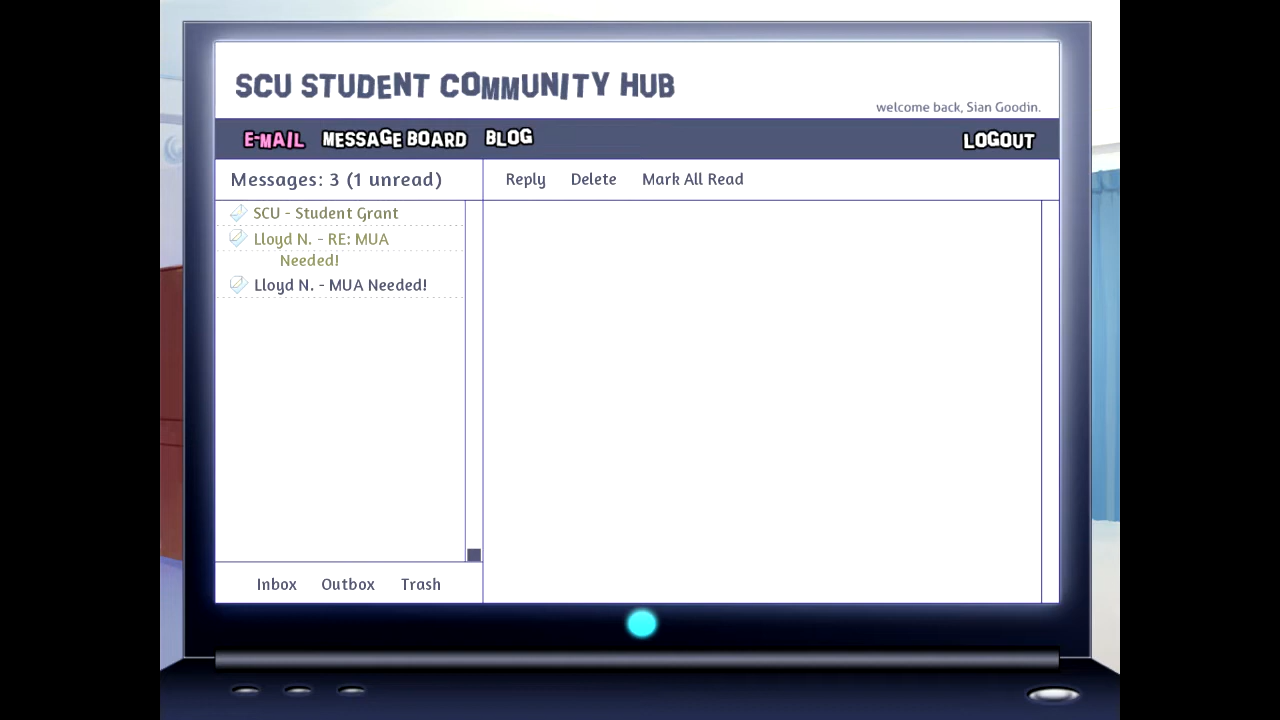 SCU STUDENT COMMUNITY HUB
welcome back, Sian Goodin.
E-MAIL MESSAGE BOARD BLOG LOGOUT
Messages: 3 (1 unread)
Reply Delete Mark All Read
SCU - Student Grant
Lloyd N. - RE: MUA
Needed!
Lloyd N. - MUA Needed!
Inbox Outbox Trash